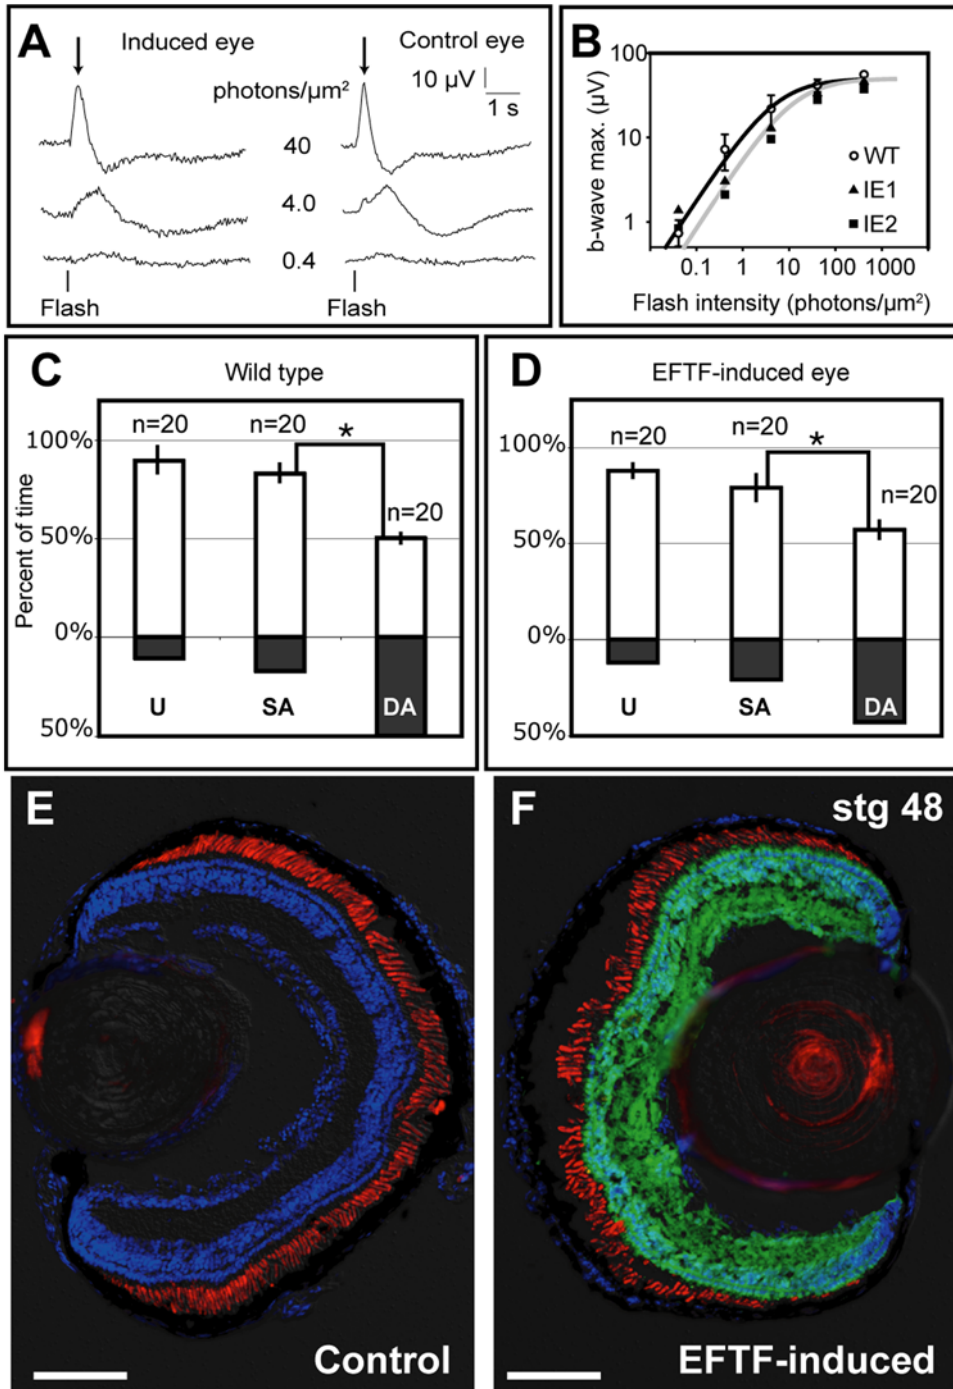 A
Induced eye
Control eye
photons/µm²
10 µV
1 s
40
4.0
0.4
Flash
Flash
B
b-wave max. (µV)
100
10
1
WT
IE1
IE2
0.1 1 10 100 1000
Flash intensity (photons/µm²)
C
Wild type
Percent of time
100%
50%
0%
50%
n=20
n=20
*
n=20
U
SA
DA
D
EFTF-induced eye
100%
50%
0%
50%
n=20
n=20
*
n=20
U
SA
DA
E
Control
F
stg 48
EFTF-induced